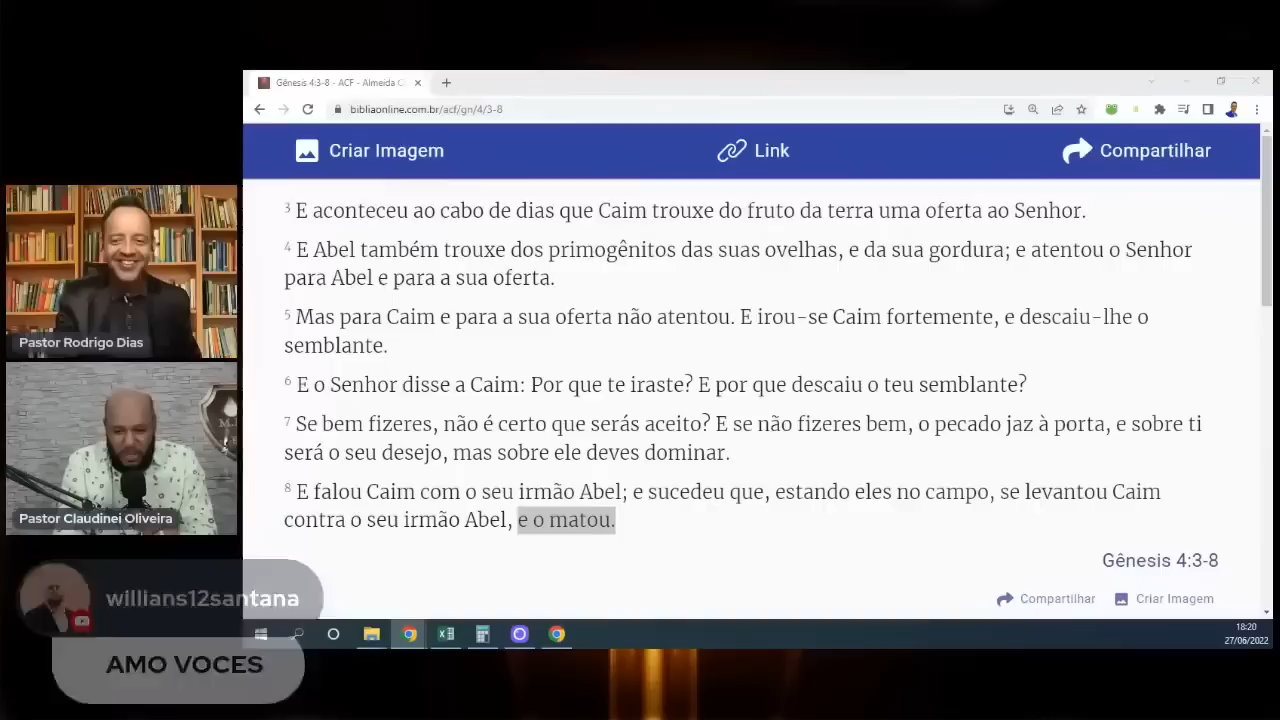 Gênesis 4:3-8 - ACF - Almeida
bibliaonline.com.br/acf/gn/4/3-8
Criar Imagem
Link
Compartilhar
3 E aconteceu ao cabo de dias que Caim trouxe do fruto da terra uma oferta ao Senhor.
4 E Abel também trouxe dos primogênitos das suas ovelhas, e da sua gordura; e atentou o Senhor
para Abel e para a sua oferta.
5 Mas para Caim e para a sua oferta não atentou. E irou-se Caim fortemente, e descaiu-lhe o
semblante.
6 E o Senhor disse a Caim: Por que te iraste? E por que descaiu o teu semblante?
7 Se bem fizeres, não é certo que serás aceito? E se não fizeres bem, o pecado jaz à porta, e sobre ti
será o seu desejo, mas sobre ele deves dominar.
8 E falou Caim com o seu irmão Abel; e sucedeu que, estando eles no campo, se levantou Caim
contra o seu irmão Abel, e o matou.
Gênesis 4:3-8
Compartilhar
Criar Imagem
18:20
27/06/2022
Pastor Rodrigo Dias
Pastor Claudinei Oliveira
willians12santana
AMO VOCES